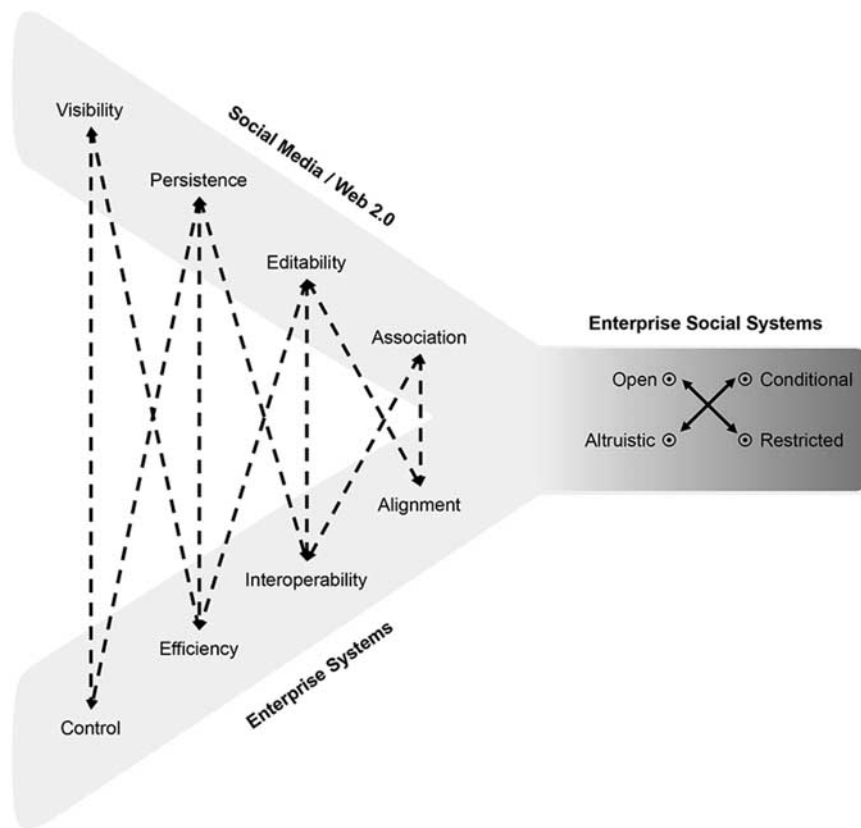 Visibility
Social Media / Web 2.0
Persistence
Editability
Association
Enterprise Social Systems
Open
Conditional
Altruistic
Restricted
Alignment
Interoperability
Efficiency
Enterprise Systems
Control